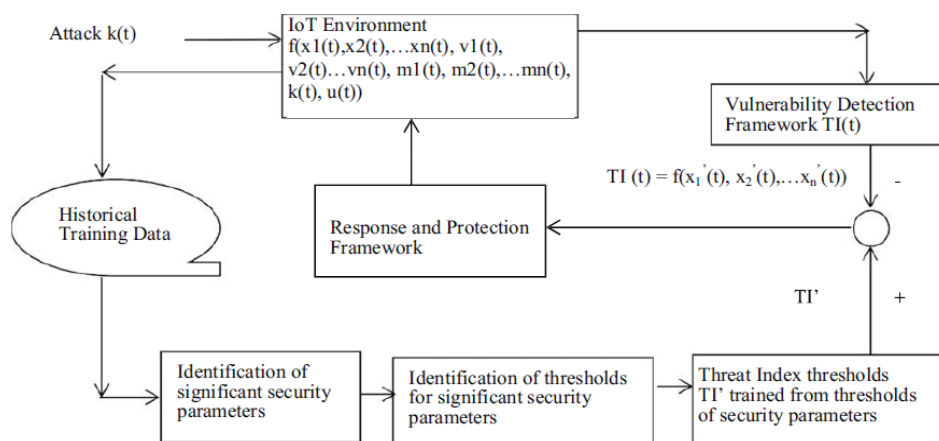 Attack k(t)
IoT Environment
f(x1(t),x2(t),…xn(t), v1(t),
v2(t)…vn(t), m1(t), m2(t),…mn(t),
k(t), u(t))
Vulnerability Detection
Framework TI(t)
TI (t) = f(x₁'(t), x₂'(t),…xₙ'(t))
-
Historical
Training Data
Response and Protection
Framework
TI’
+
Identification of
significant security
parameters
Identification of thresholds
for significant security
parameters
Threat Index thresholds
TI’ trained from thresholds
of security parameters